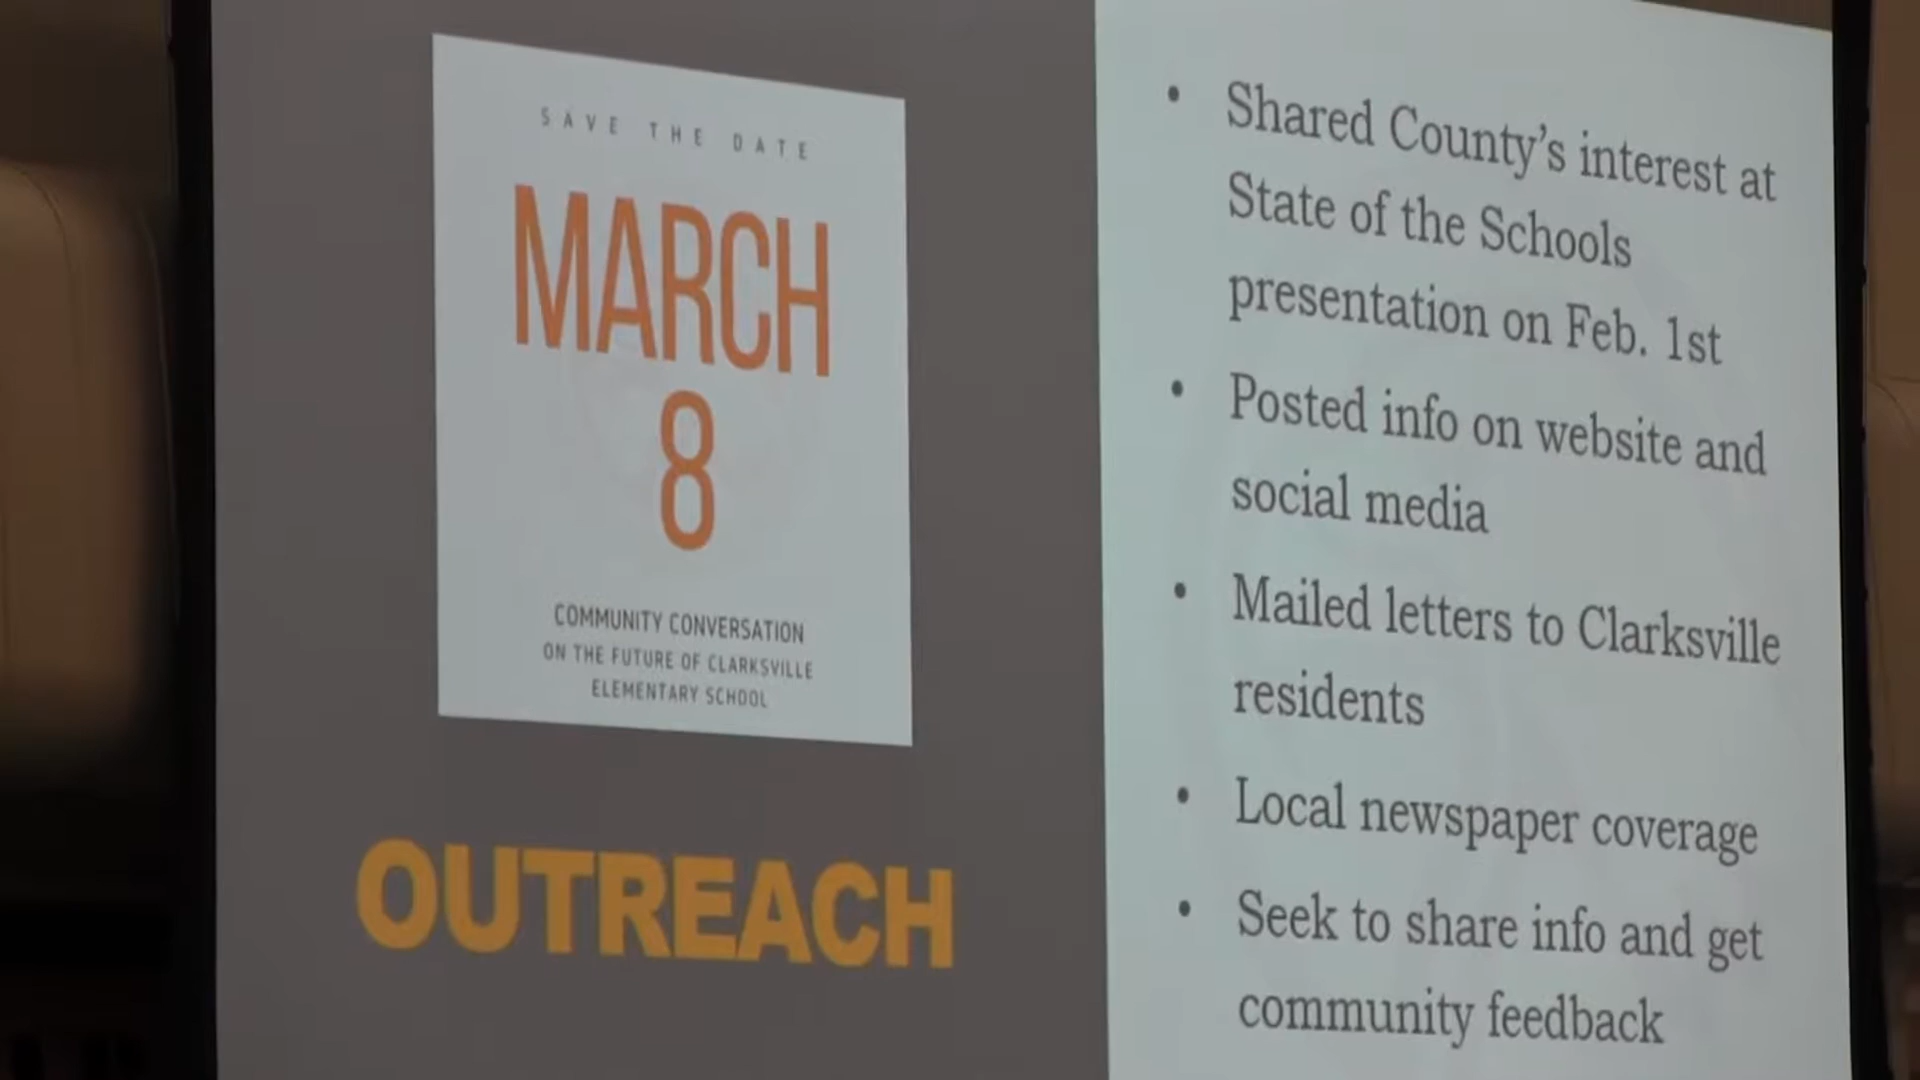 SAVE THE DATE
MARCH
8
COMMUNITY CONVERSATION
ON THE FUTURE OF CLARKSVILLE
ELEMENTARY SCHOOL
OUTREACH
• Shared County's interest at
State of the Schools
presentation on Feb. 1st
• Posted info on website and
social media
• Mailed letters to Clarksville
residents
• Local newspaper coverage
• Seek to share info and get
community feedback